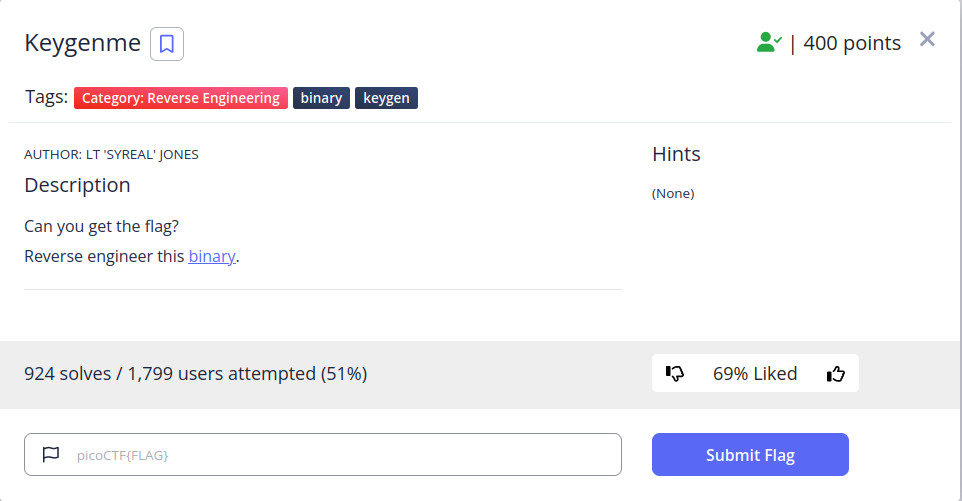 Keygenme
| 400 points
Tags: Category: Reverse Engineering binary keygen
AUTHOR: LT 'SYREAL' JONES
Description
Can you get the flag?
Reverse engineer this binary.
Hints
(None)
924 solves / 1,799 users attempted (51%)
69% Liked
picoCTF{FLAG}
Submit Flag